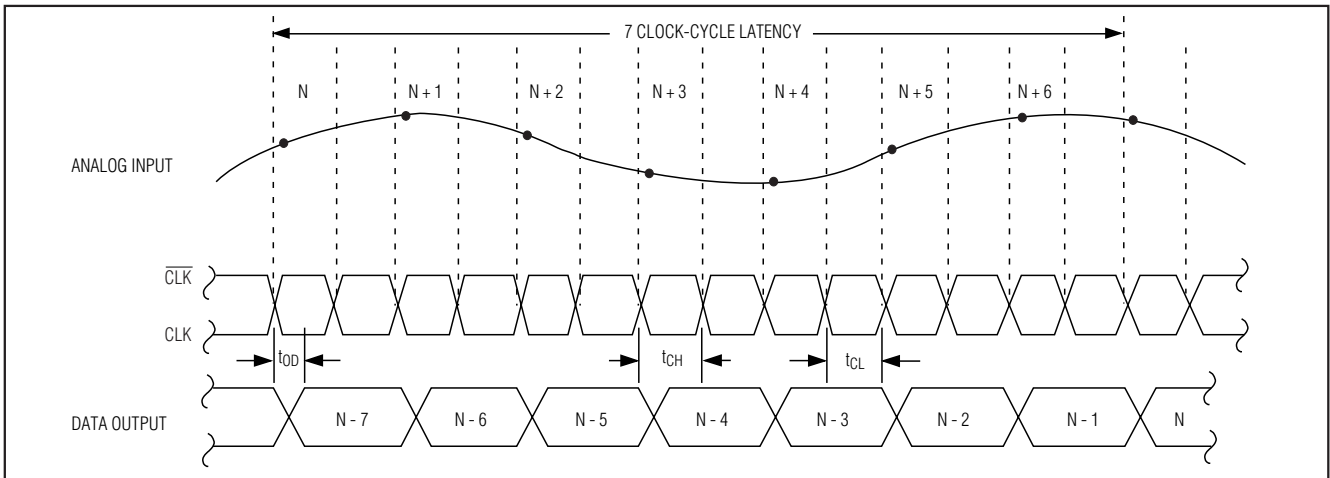 7 CLOCK-CYCLE LATENCY
N N + 1 N + 2 N + 3 N + 4 N + 5 N + 6
ANALOG INPUT
CLK
CLK
tOD tCH tCL
DATA OUTPUT N - 7 N - 6 N - 5 N - 4 N - 3 N - 2 N - 1 N